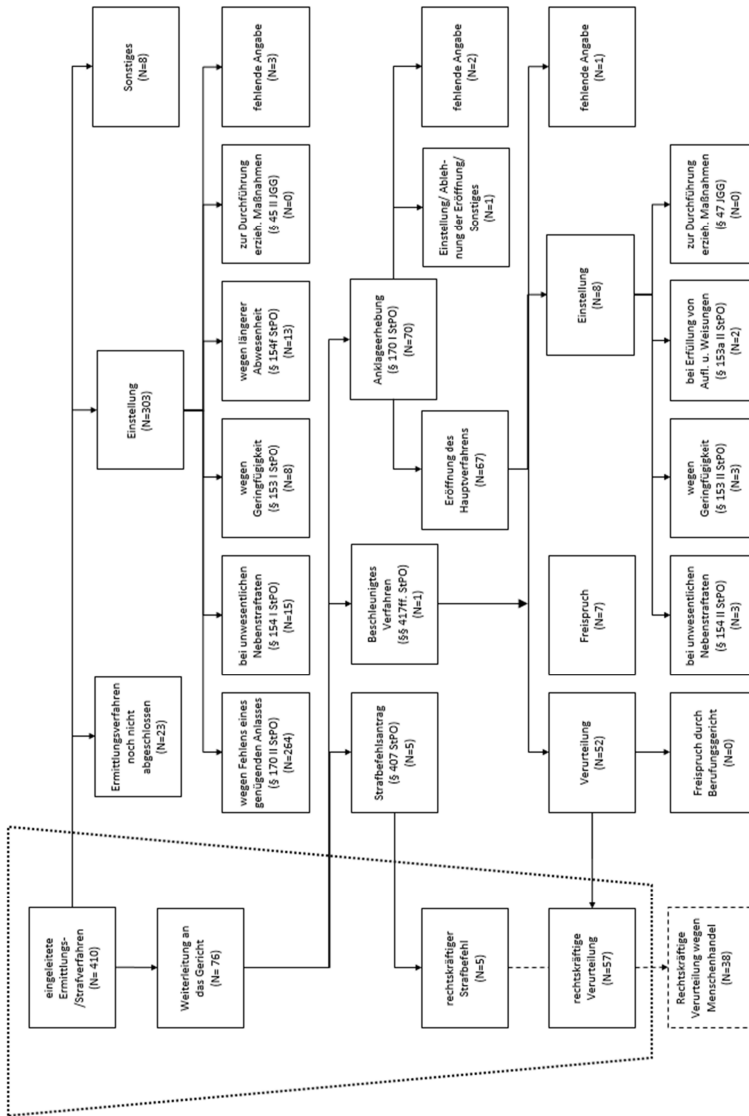 eingeleitete
Ermittlungs-
/Strafverfahren
(N= 410)
Ermittlungsverfahren
noch nicht
abgeschlossen
(N=23)
Einstellung
(N=303)
Sonstiges
(N=8)
Weiterleitung an
das Gericht
(N= 76)
wegen Fehlens eines
genügenden Anlasses
(§ 170 II StPO)
(N=264)
bei unwesentlichen
Nebenstraftaten
(§ 154 I StPO)
(N=15)
wegen
Geringfügigkeit
(§ 153 I StPO)
(N=8)
wegen längerer
Abwesenheit
(§ 154f StPO)
(N=13)
zur Durchführung
erzieh. Maßnahmen
(§ 45 II JGG)
(N=0)
fehlende Angabe
(N=3)
Strafbefehlsantrag
(§ 407 StPO)
(N=5)
Beschleunigtes
Verfahren
(§§ 417ff. StPO)
(N=1)
Anklageerhebung
(§ 170 I StPO)
(N=70)
rechtskräftiger
Strafbefehl
(N=5)
Eröffnung des
Hauptverfahrens
(N=67)
Einstellung/ Ableh-
nung der Eröffnung/
Sonstiges
(N=1)
fehlende Angabe
(N=2)
rechtskräftige
Verurteilung
(N=57)
Verurteilung
(N=52)
Freispruch
(N=7)
Einstellung
(N=8)
fehlende Angabe
(N=1)
Rechtskräftige
Verurteilung wegen
Menschenhandel
(N=38)
Freispruch durch
Berufungsgericht
(N=0)
bei unwesentlichen
Nebenstraftaten
(§ 154 II StPO)
(N=3)
wegen
Geringfügigkeit
(§ 153 II StPO)
(N=3)
bei Erfüllung von
Aufl. u. Weisungen
(§ 153a II StPO)
(N=2)
zur Durchführung
erzieh. Maßnahmen
(§ 47 JGG)
(N=0)